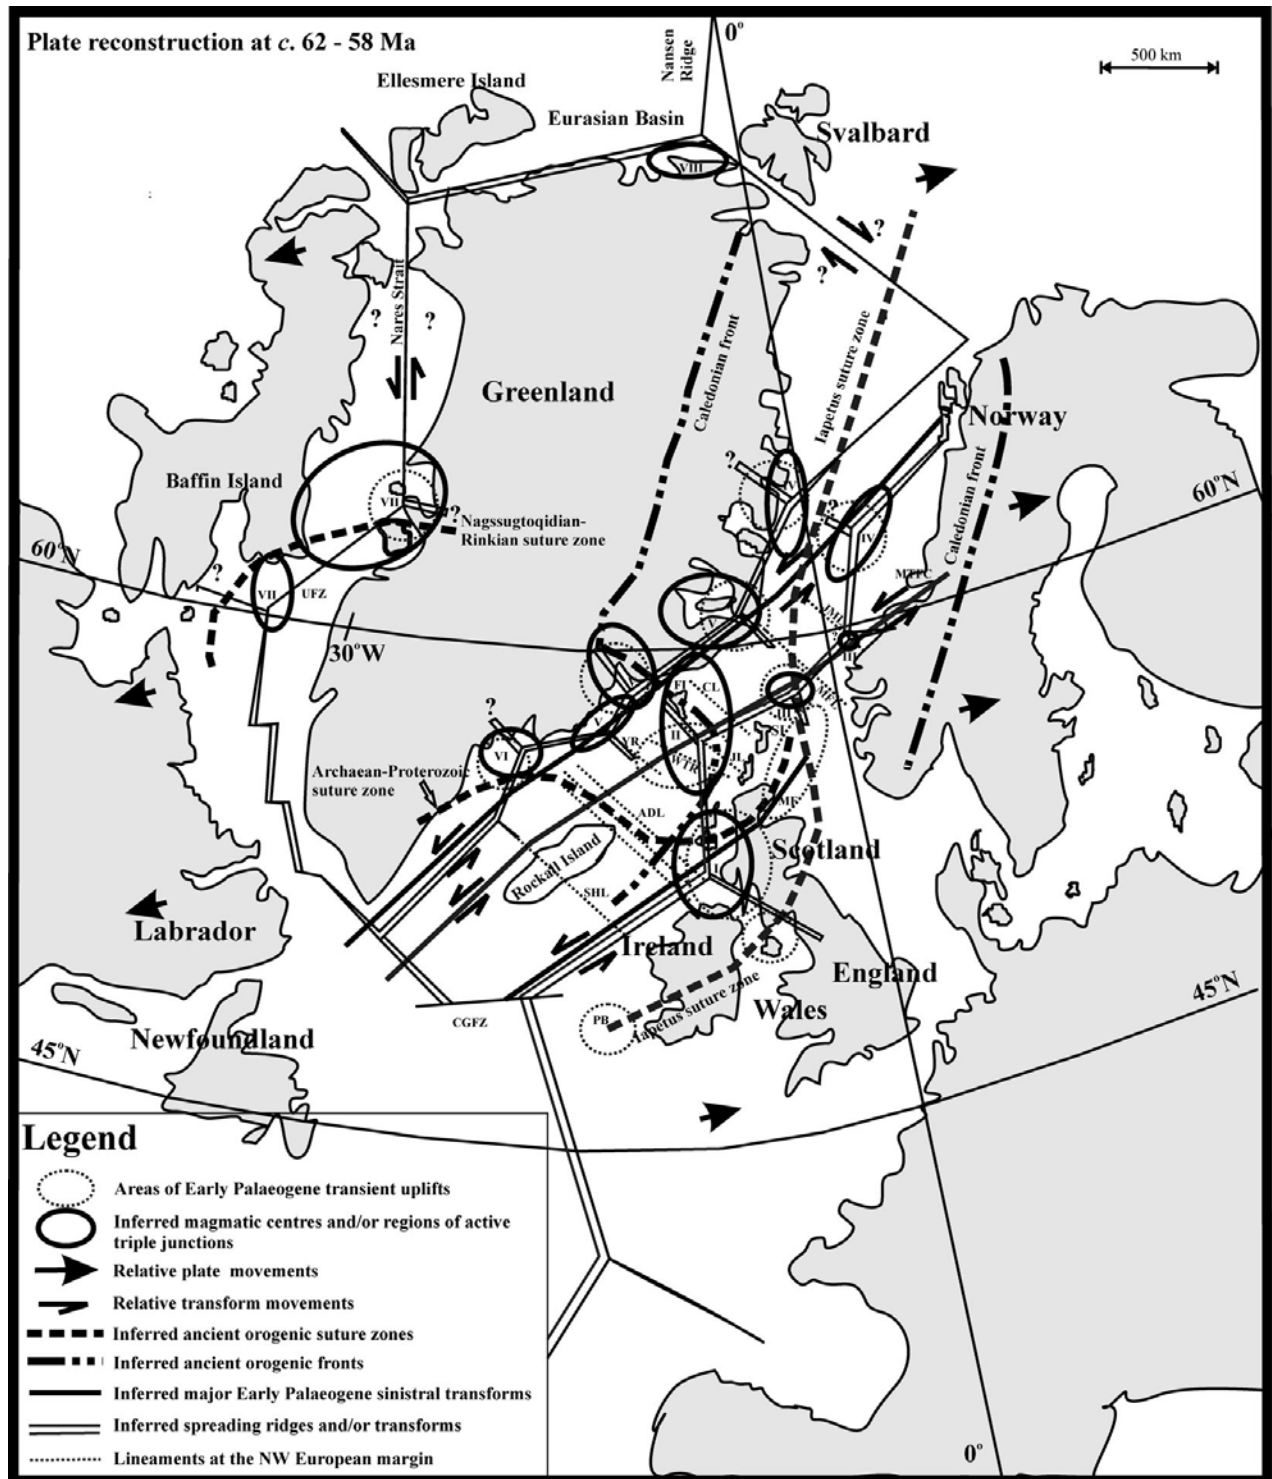 Plate reconstruction at c. 62 - 58 Ma
0°
Nansen
Ridge
500 km
Ellesmere Island
Eurasian Basin
Svalbard
VIII
?
?
Nares Strait
?
?
Caledonian front
Iapetus suture zone
Greenland
Norway
Baffin Island
VII
?
?
IV
?
IV
Caledonian front
60°N
Nagssugtoqidian-
Rinkian suture zone
60°N
?
VII
UFZ
MTFC
JML
30°W
V
III
FI
CL
?
V
II
III
YR
WTR
SI
JL
VI
Archaean-Proterozoic
suture zone
ADL
MF
Rockall Island
I
Scotland
SHL
Labrador
Ireland
England
CGFZ
PB
Iapetus suture zone
Wales
45°N
Newfoundland
45°N
Legend
Areas of Early Palaeogene transient uplifts
Inferred magmatic centres and/or regions of active
triple junctions
Relative plate movements
Relative transform movements
Inferred ancient orogenic suture zones
Inferred ancient orogenic fronts
Inferred major Early Palaeogene sinistral transforms
Inferred spreading ridges and/or transforms
Lineaments at the NW European margin
0°